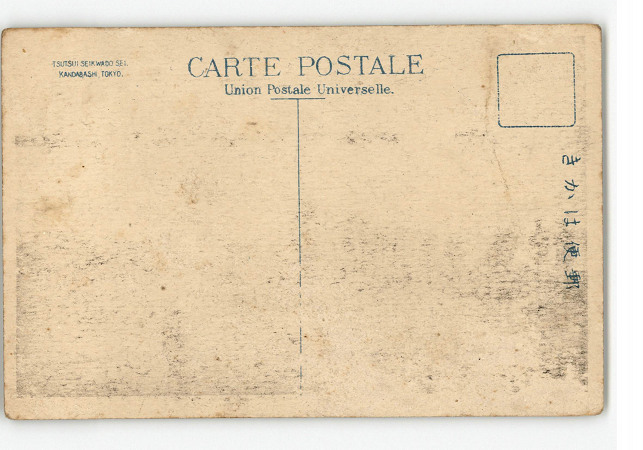 TSUTSUI SEIKWADO SEI.
KANDABASHI, TOKYO.
CARTE POSTALE
Union Postale Universelle.
きかは便郵